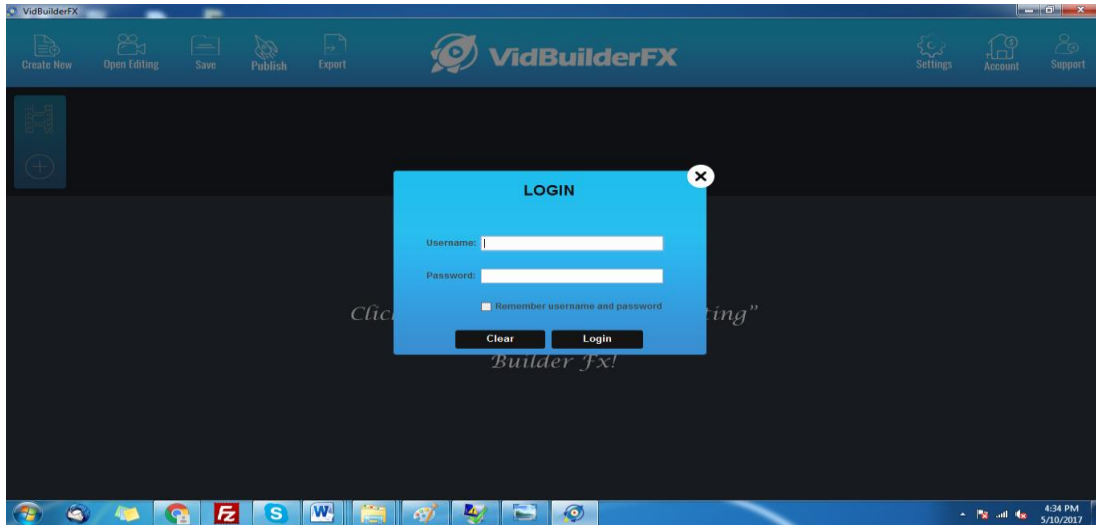 VidBuilderFX
Create New Open Editing Save Publish Export VidBuilderFX Settings Account Support
LOGIN
Username:
Password:
Remember username and password
ting”
Clear Login
Builder Fx!
4:34 PM
5/10/2017